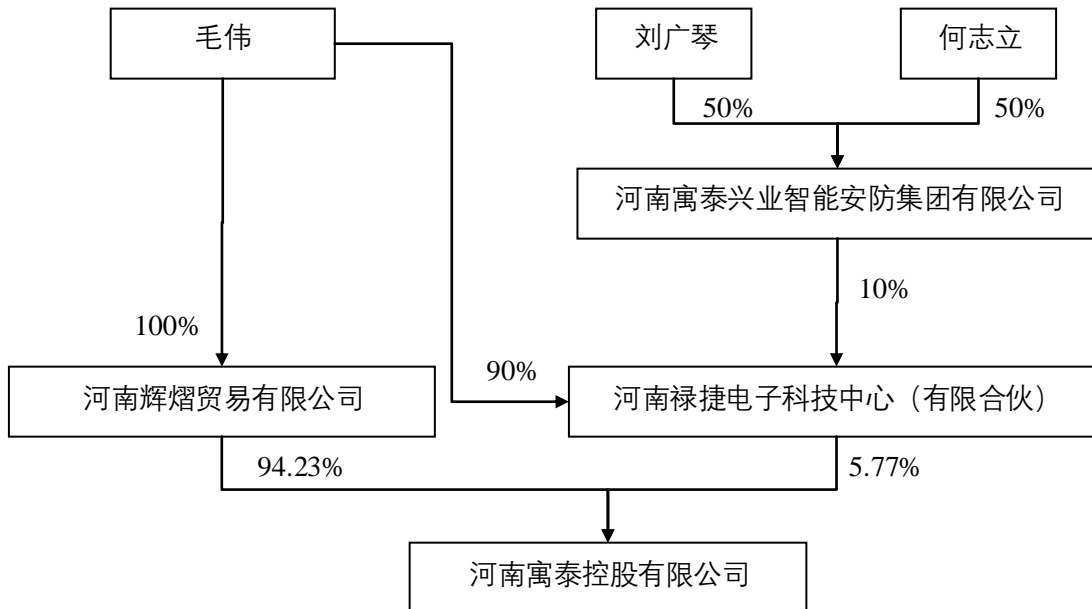 毛伟
刘广琴
何志立
50%
50%
河南寓泰兴业智能安防集团有限公司
10%
100%
90%
河南辉熠贸易有限公司
河南禄捷电子科技中心（有限合伙）
94.23%
5.77%
河南寓泰控股有限公司